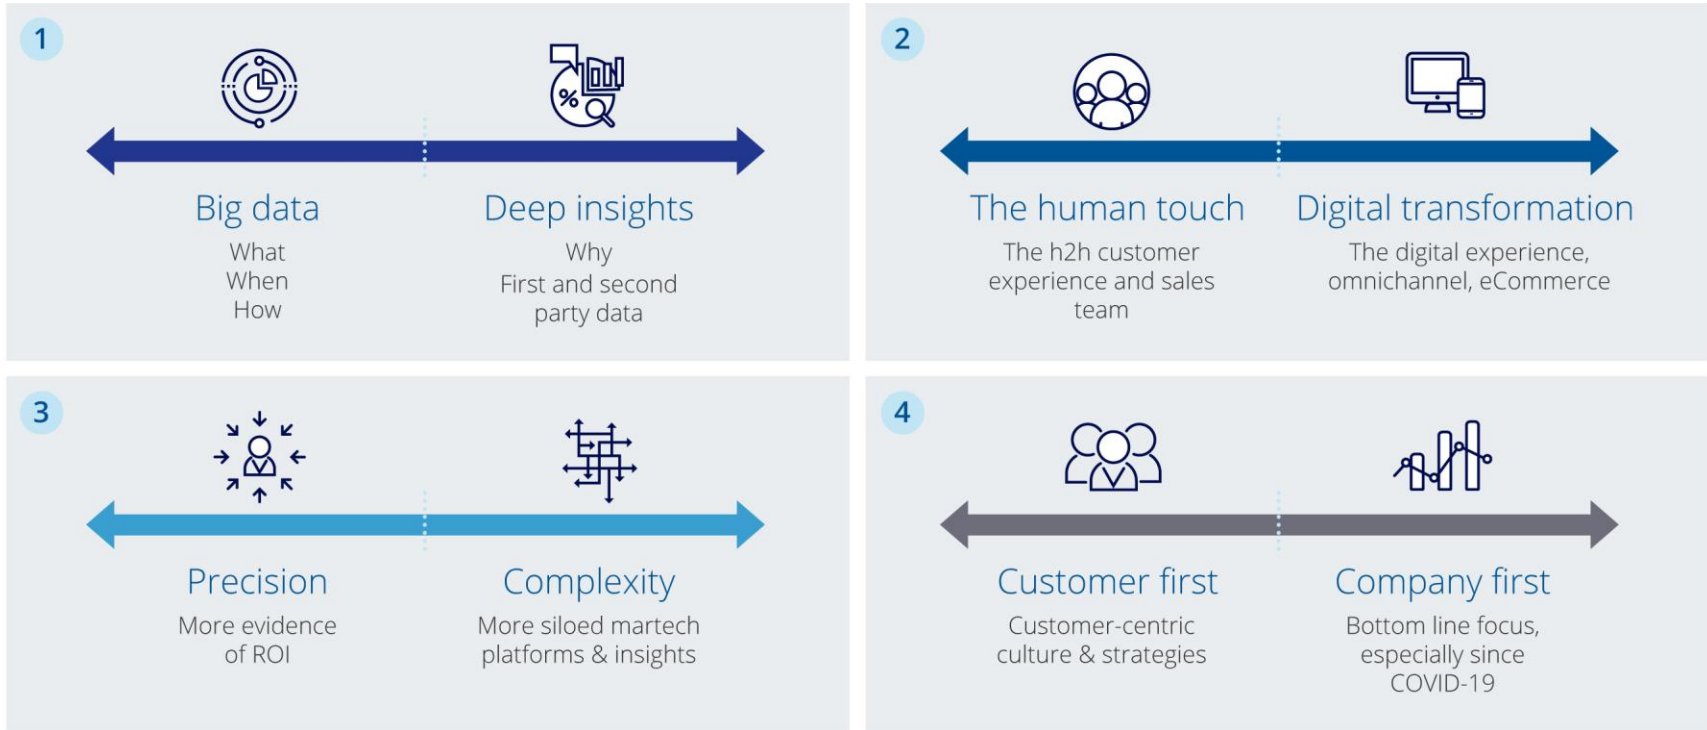 1
%
Big data
What
When
How
Deep insights
Why
First and second
party data
2
The human touch
The h2h customer
experience and sales
team
Digital transformation
The digital experience,
omnichannel, eCommerce
3
Precision
More evidence
of ROI
Complexity
More siloed martech
platforms & insights
4
Customer first
Customer-centric
culture & strategies
Company first
Bottom line focus,
especially since
COVID-19